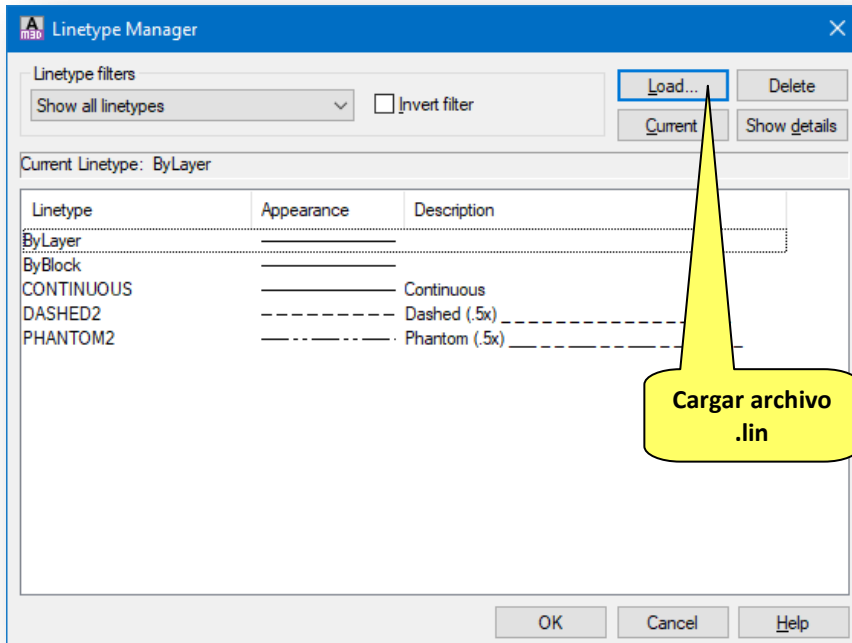 A
M3D
Linetype Manager
Linetype filters
Show all linetypes
Invert filter
Load...
Delete
Current
Show details
Current Linetype: ByLayer
Linetype Appearance Description
ByLayer
ByBlock
CONTINUOUS Continuous
DASHED2 Dashed (.5x)
PHANTOM2 Phantom (.5x)
Cargar archivo
.lin
OK Cancel Help